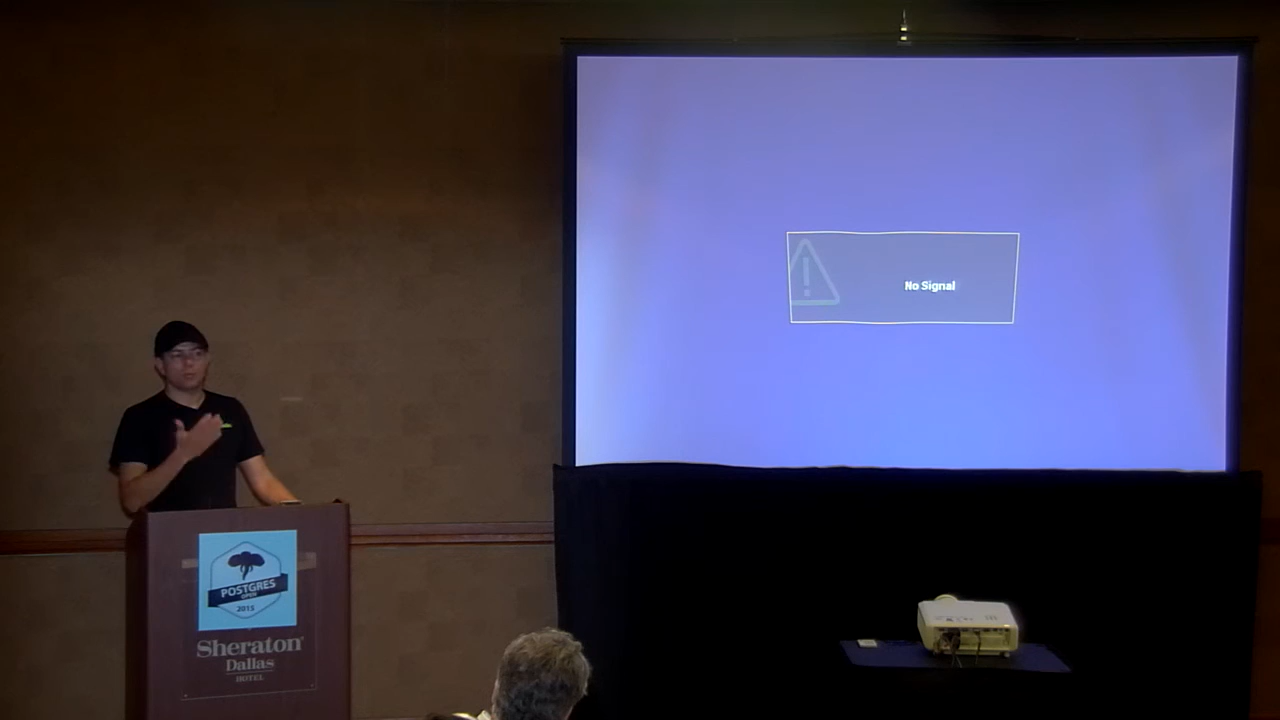 No Signal
POSTGRES
OPEN
2015
Sheraton
Dallas
HOTEL